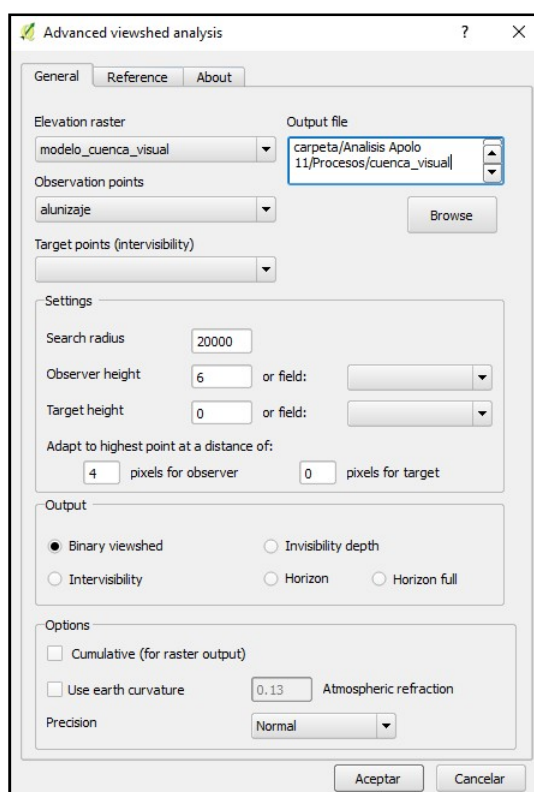 Advanced viewshed analysis
General
Reference
About
Elevation raster
modelo_cuenca_visual
Output file
carpeta/Analisis Apolo
11/Procesos/cuenca_visual
Observation points
alunizaje
Browse
Target points (intervisibility)
Settings
Search radius
20000
Observer height
6
or field:
Target height
0
or field:
Adapt to highest point at a distance of:
4
pixels for observer
0
pixels for target
Output
Binary viewshed
Invisibility depth
Intervisibility
Horizon
Horizon full
Options
Cumulative (for raster output)
Use earth curvature
0.13
Atmospheric refraction
Precision
Normal
Aceptar
Cancelar